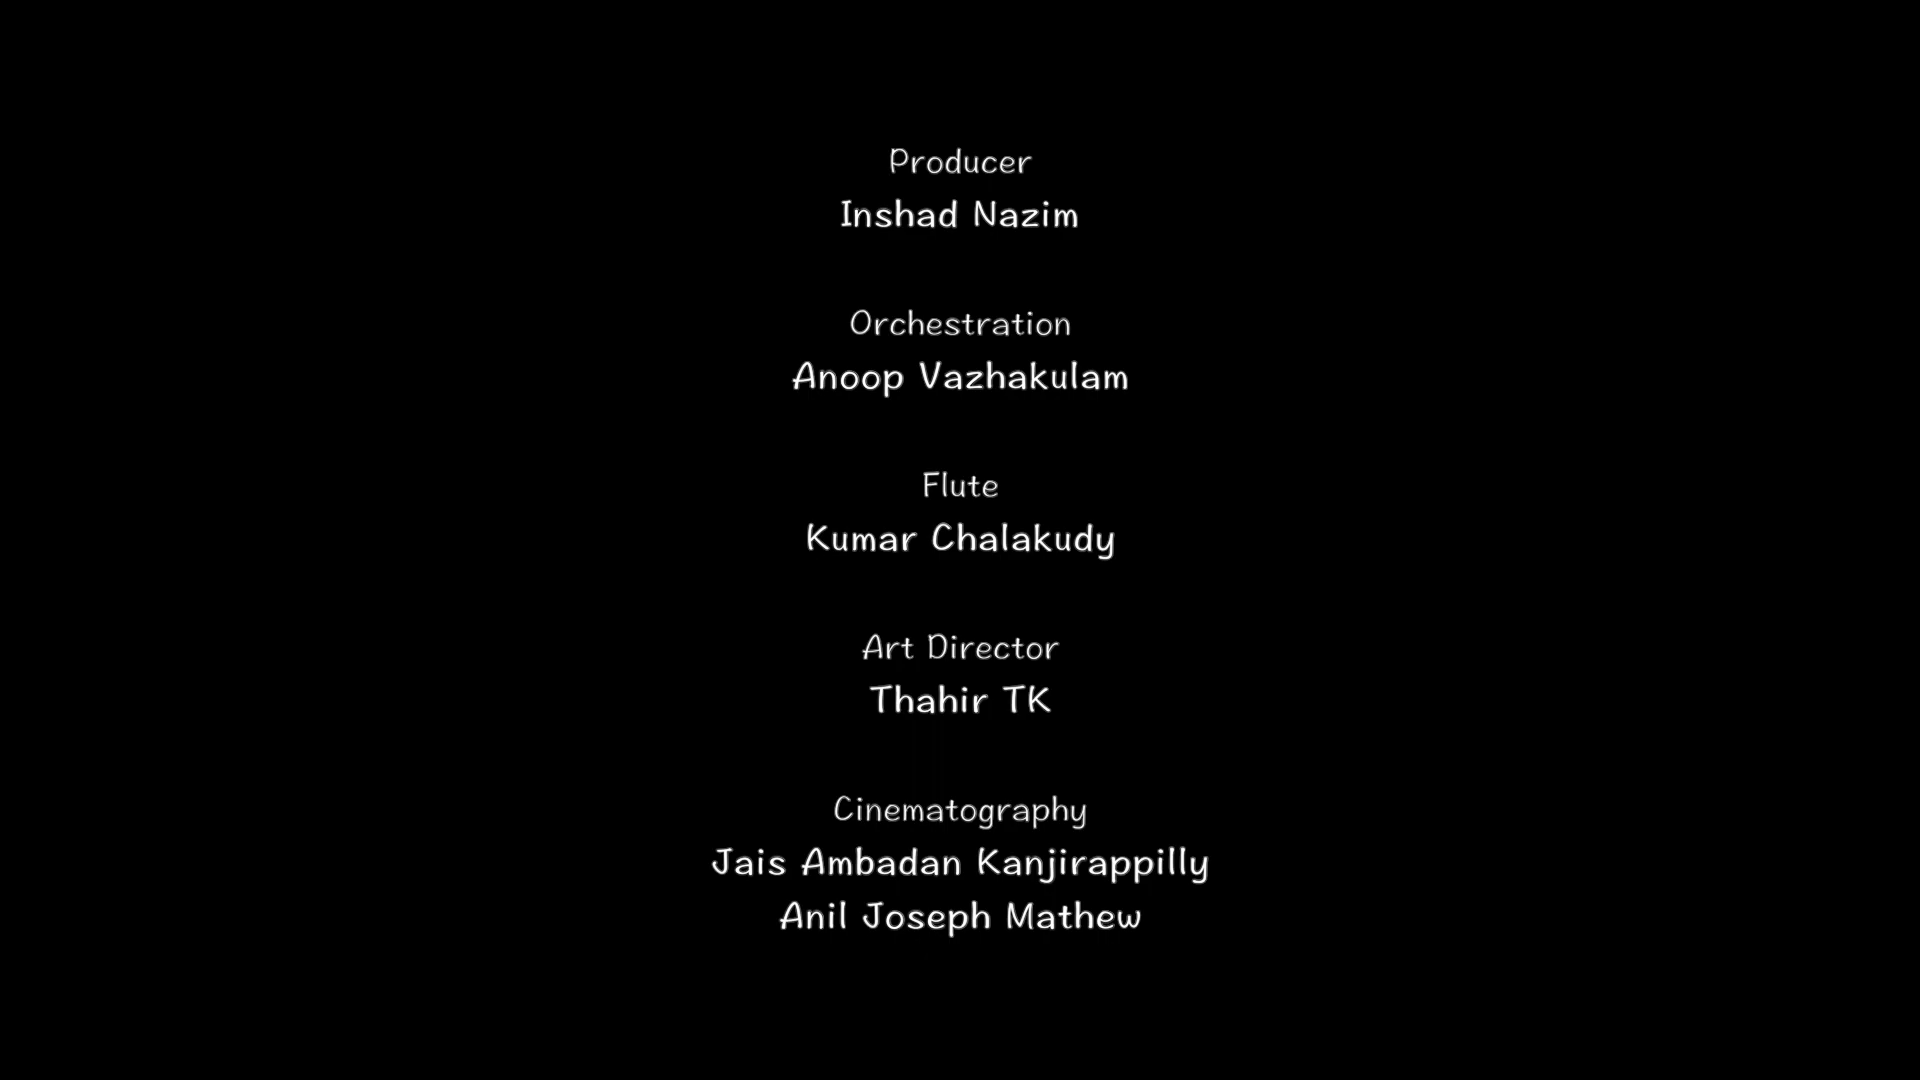 Producer
Inshad Nazim
Orchestration
Anoop Vazhakulam
Flute
Kumar Chalakudy
Art Director
Thahir TK
Cinematography
Jais Ambadan Kanjirappilly
Anil Joseph Mathew